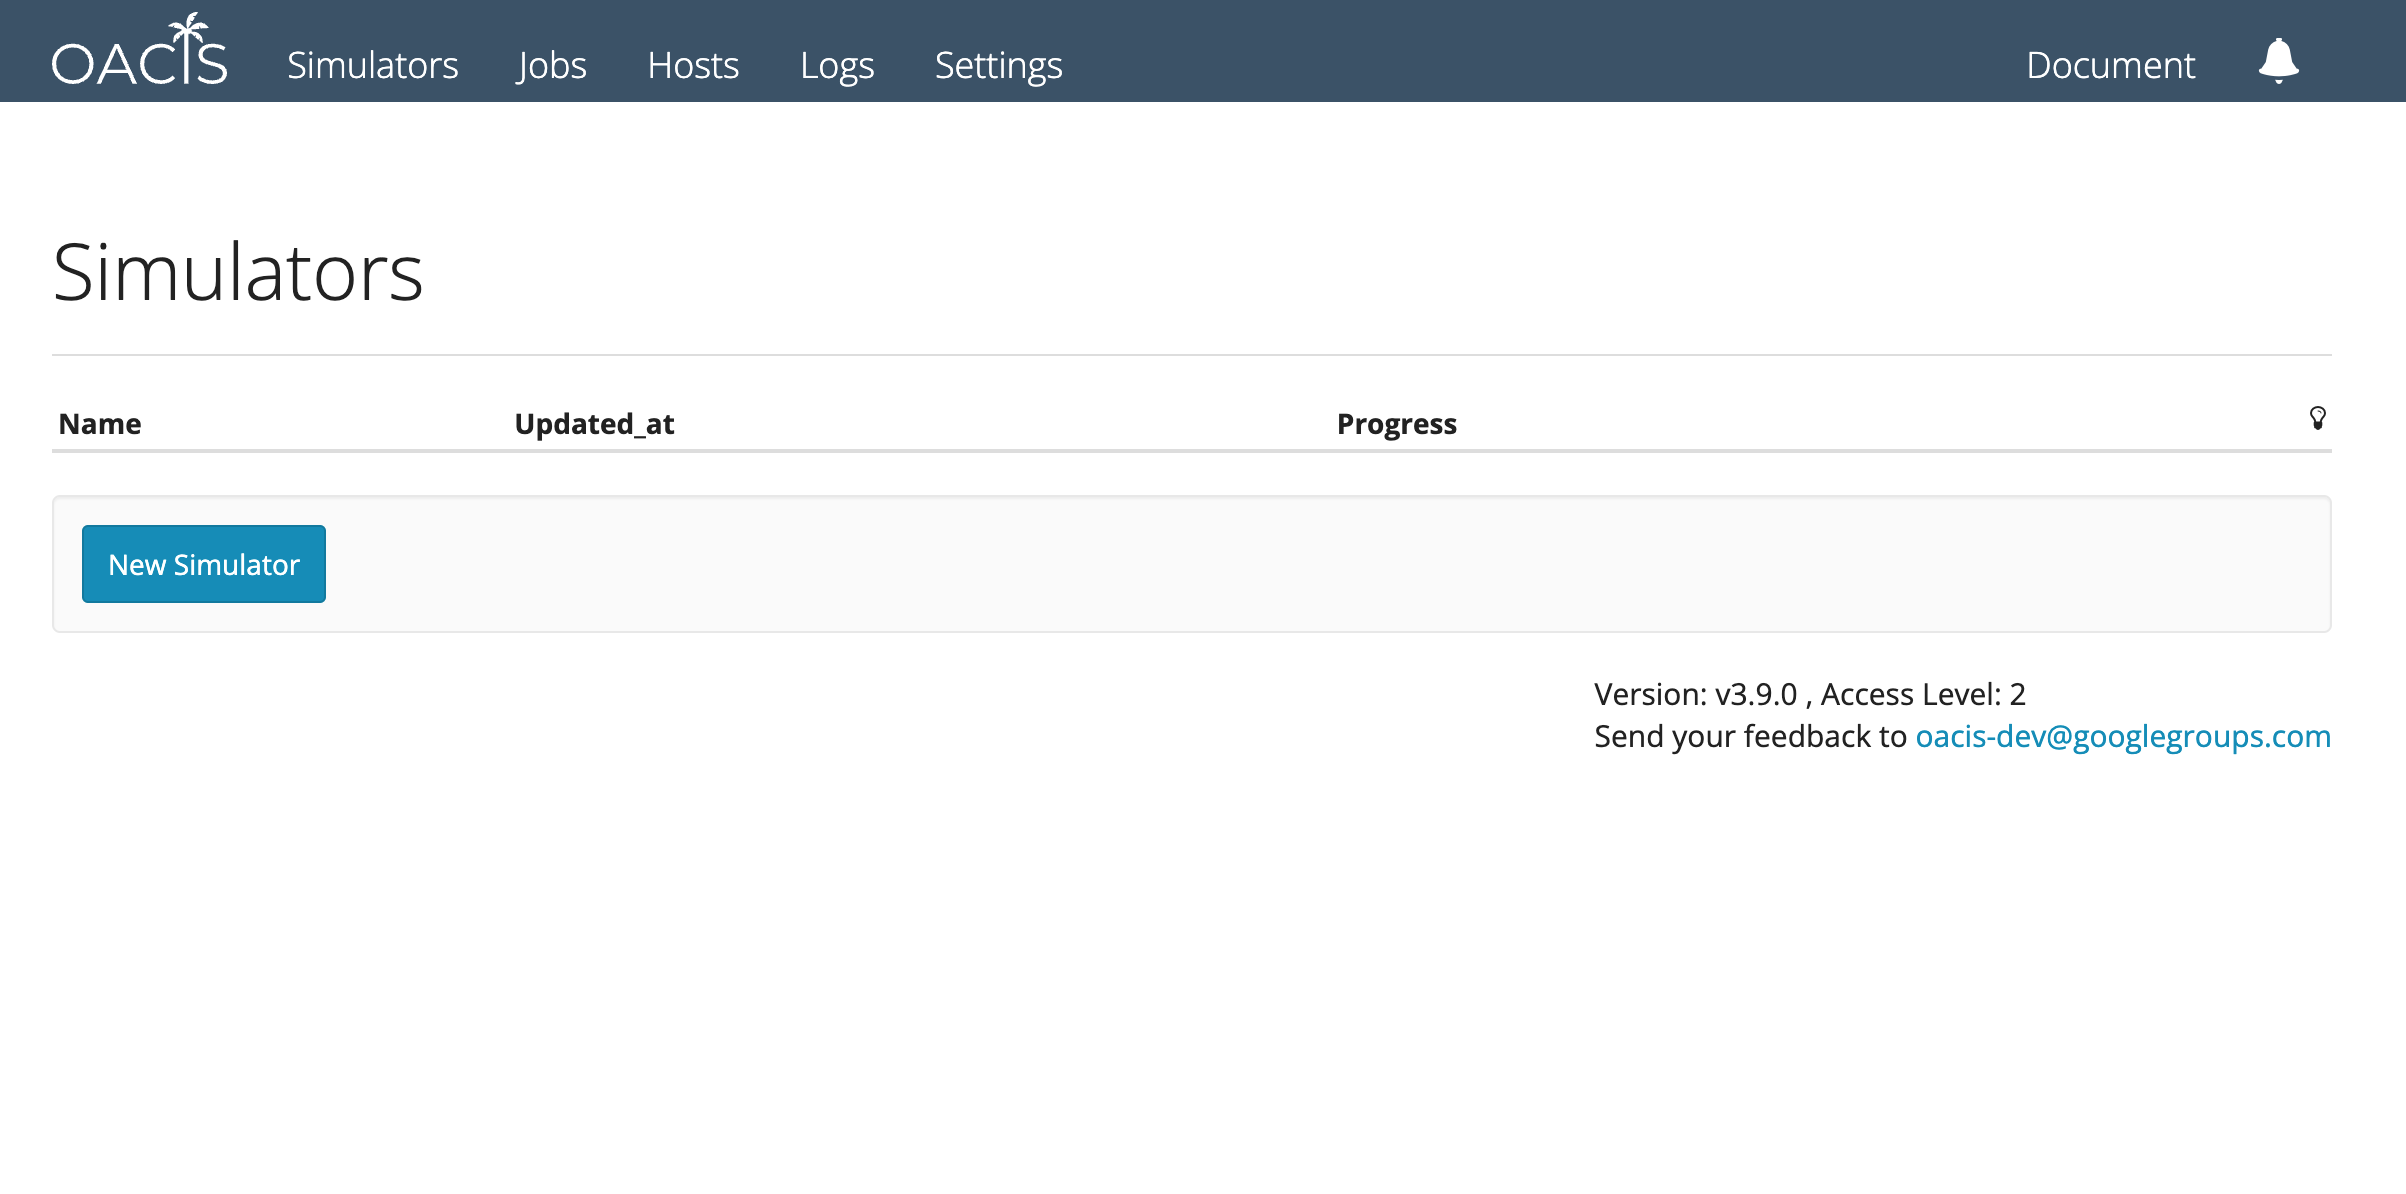 OACIS Simulators Jobs Hosts Logs Settings Document
Simulators
Name Updated_at Progress
New Simulator
Version: v3.9.0 , Access Level: 2
Send your feedback to oacis-dev@googlegroups.com